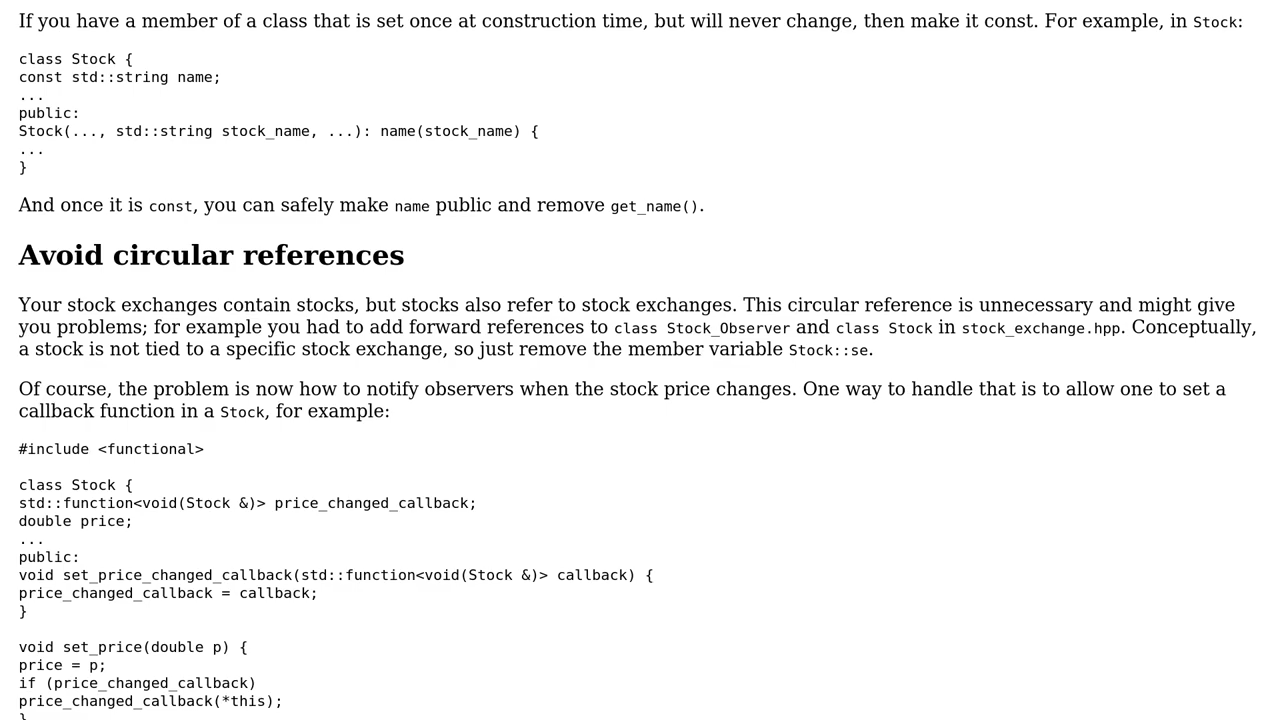 If you have a member of a class that is set once at construction time, but will never change, then make it const. For example, in Stock:
class Stock {
const std::string name;
...
public:
Stock(..., std::string stock_name, ...): name(stock_name) {
...
}
And once it is const, you can safely make name public and remove get_name().
Avoid circular references
Your stock exchanges contain stocks, but stocks also refer to stock exchanges. This circular reference is unnecessary and might give
you problems; for example you had to add forward references to class Stock_Observer and class Stock in stock_exchange.hpp. Conceptually,
a stock is not tied to a specific stock exchange, so just remove the member variable Stock::se.
Of course, the problem is now how to notify observers when the stock price changes. One way to handle that is to allow one to set a
callback function in a Stock, for example:
#include <functional>
class Stock {
std::function<void(Stock &)> price_changed_callback;
double price;
...
public:
void set_price_changed_callback(std::function<void(Stock &)> callback) {
price_changed_callback = callback;
}
void set_price(double p) {
price = p;
if (price_changed_callback)
price_changed_callback(*this);
}